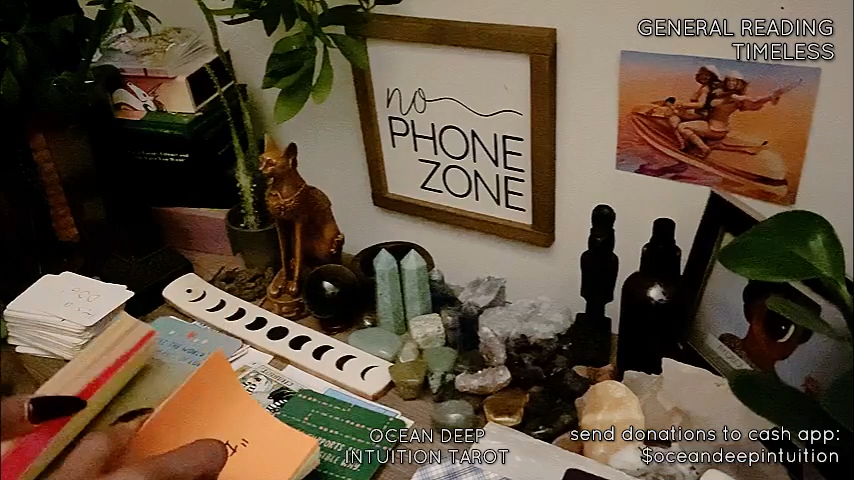 GENERAL READING
TIMELESS
no
PHONE
ZONE
OCEAN DEEP
INTUITION TAROT
send donations to cash app:
$oceandeepintuition